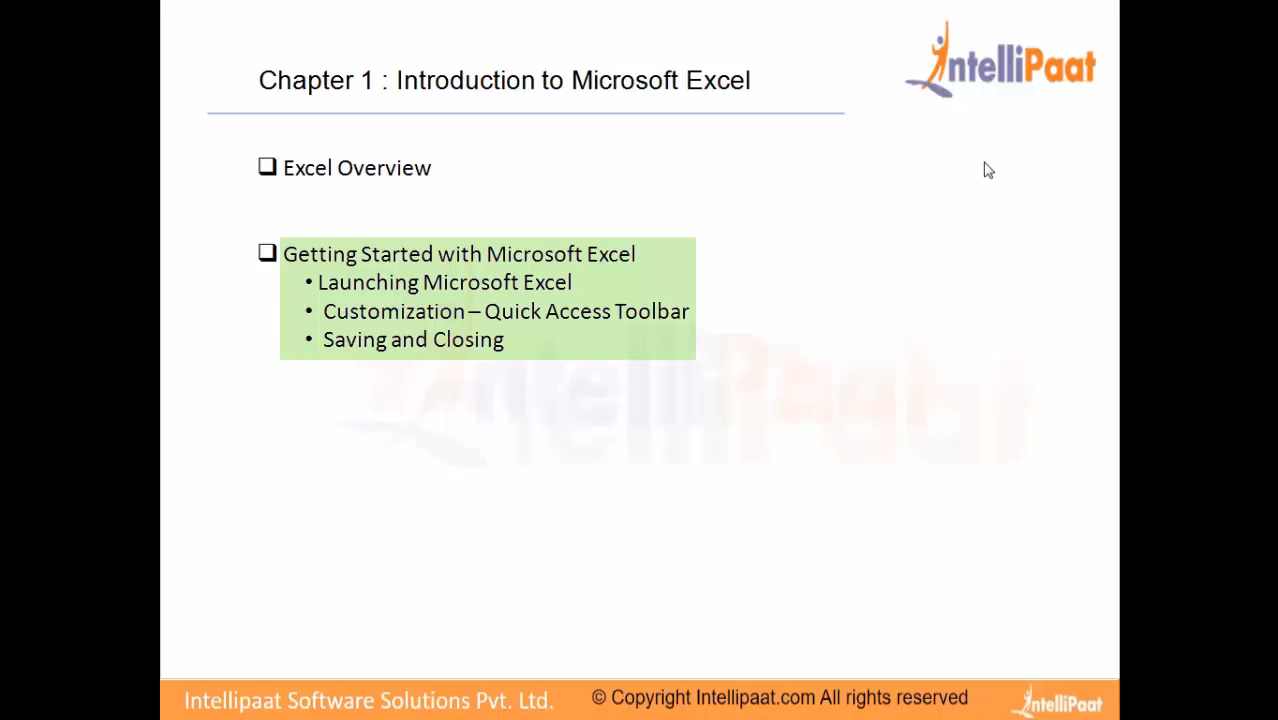 Chapter 1 : Introduction to Microsoft Excel
IntelliPaat
❑ Excel Overview
❑ Getting Started with Microsoft Excel
• Launching Microsoft Excel
• Customization – Quick Access Toolbar
• Saving and Closing
IntelliPaat
Intellipaat Software Solutions Pvt. Ltd.
© Copyright Intellipaat.com All rights reserved
IntelliPaat